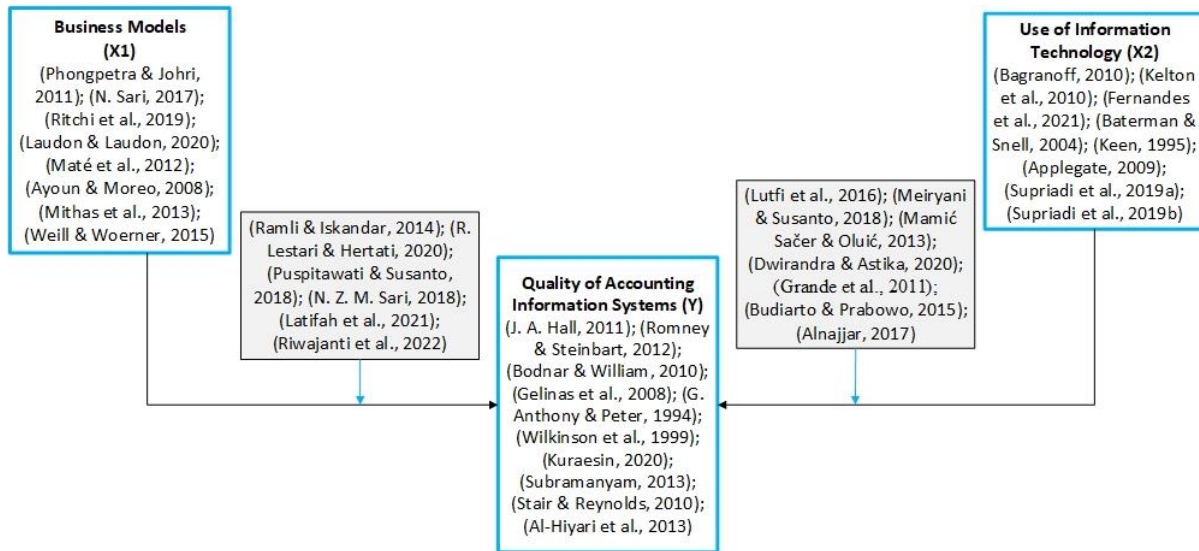 Business Models
(X1)
(Phongpetra & Johri,
2011); (N. Sari, 2017);
(Ritchi et al., 2019);
(Laudon & Laudon, 2020);
(Maté et al., 2012);
(Ayoun & Moreo, 2008);
(Mithas et al., 2013);
(Weill & Woerner, 2015)
(Ramli & Iskandar, 2014); (R.
Lestari & Hertati, 2020);
(Puspitawati & Susanto,
2018); (N. Z. M. Sari, 2018);
(Latifah et al., 2021);
(Riwajanti et al., 2022)
Quality of Accounting
Information Systems (Y)
(J. A. Hall, 2011); (Romney
& Steinbart, 2012);
(Bodnar & William, 2010);
(Gelinas et al., 2008); (G.
Anthony & Peter, 1994);
(Wilkinson et al., 1999);
(Kuraesin, 2020);
(Subramanyam, 2013);
(Stair & Reynolds, 2010);
(Al-Hiyari et al., 2013)
(Lutfi et al., 2016); (Meiryani
& Susanto, 2018); (Mamić
Sačer & Oluić, 2013);
(Dwirandra & Astika, 2020);
(Grande et al., 2011);
(Budiarto & Prabowo, 2015);
(Alnajjar, 2017)
Use of Information
Technology (X2)
(Bagranoff, 2010); (Kelton
et al., 2010); (Fernandes
et al., 2021); (Baterman &
Snell, 2004); (Keen, 1995);
(Applegate, 2009);
(Supriadi et al., 2019a);
(Supriadi et al., 2019b)